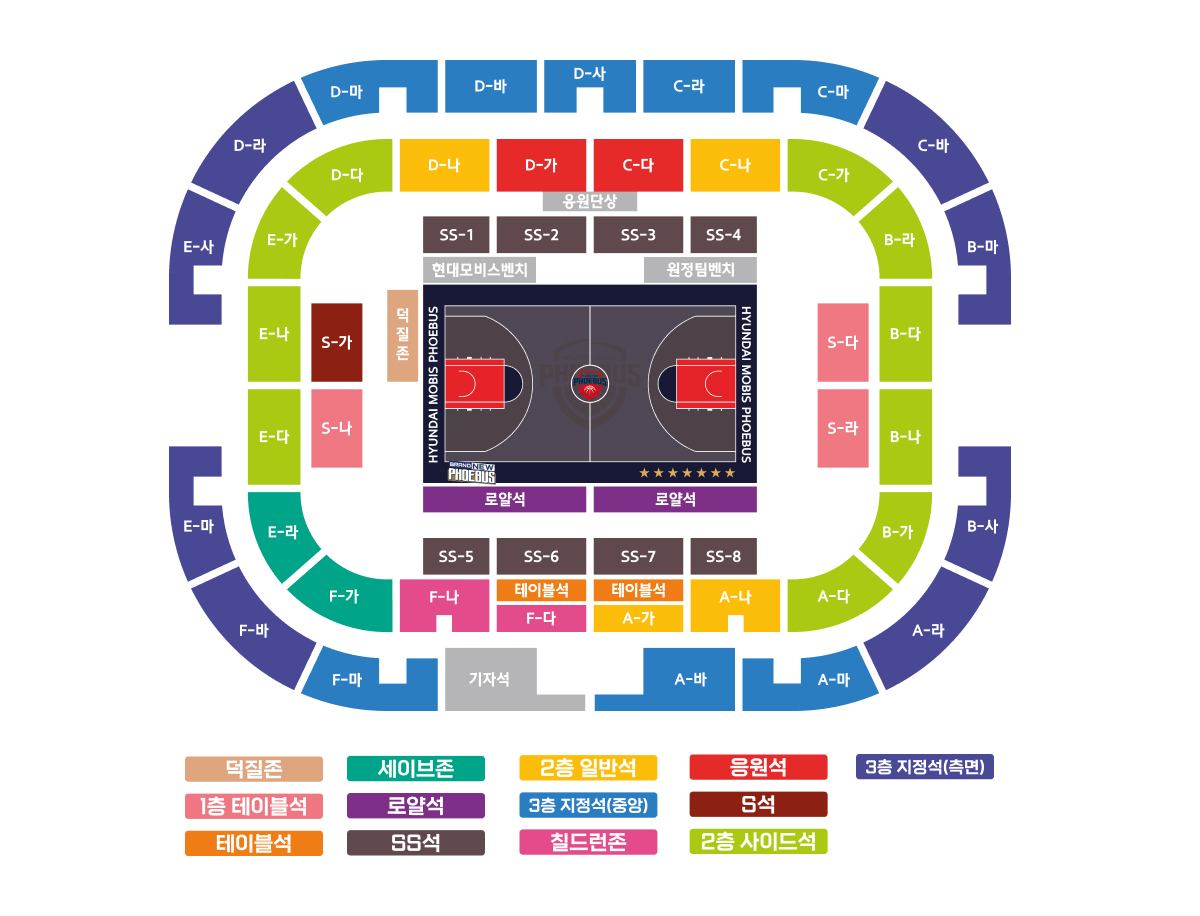 D-사
D-마
D-바
C-라
C-마
D-라
C-바
D-나
D-가
C-다
C-나
D-다
C-가
응원단상
E-사
E-가
SS-1
SS-2
SS-3
SS-4
B-라
B-마
현대모비스벤치
원정팀벤치
E-나
S-가
덕질존
HYUNDAI MOBIS PHOEBUS
PHOEBUS
PHOEBUS
HYUNDAI MOBIS PHOEBUS
S-다
B-다
E-다
S-나
S-라
B-나
BRAND NEW
PHOEBUS
로얄석
로얄석
E-마
E-라
B-가
B-사
SS-5
SS-6
SS-7
SS-8
F-가
F-나
테이블석
테이블석
A-나
A-다
F-다
A-가
F-바
A-라
F-마
기자석
A-바
A-마
덕질존
세이브존
2층 일반석
응원석
3층 지정석(측면)
1층 테이블석
로얄석
3층 지정석(중앙)
S석
테이블석
SS석
칠드런존
2층 사이드석